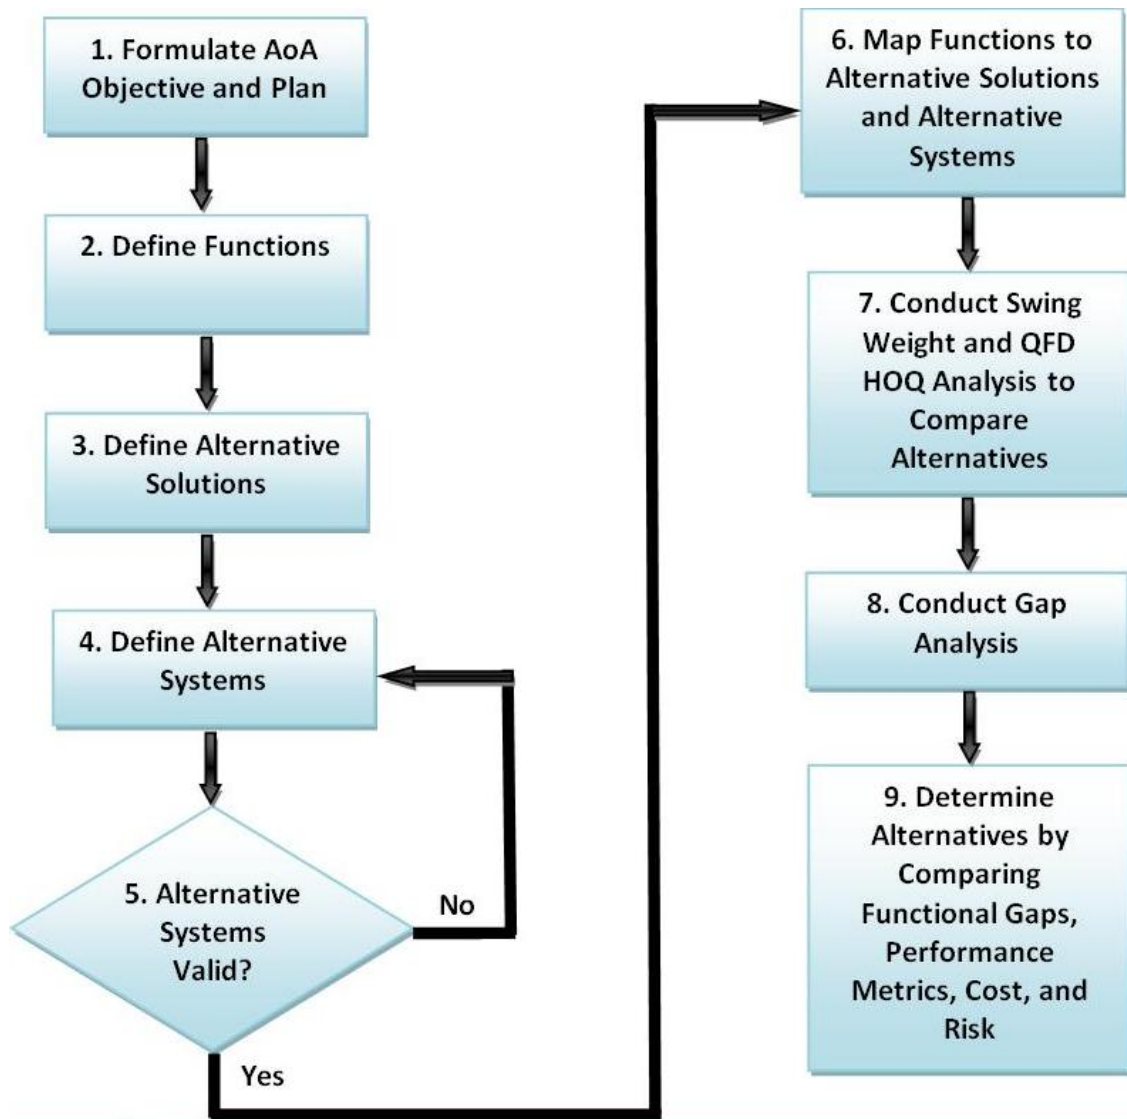 1. Formulate AoA
Objective and Plan
2. Define Functions
3. Define Alternative
Solutions
4. Define Alternative
Systems
5. Alternative
Systems
Valid?
No
Yes
6. Map Functions to
Alternative Solutions
and Alternative
Systems
7. Conduct Swing
Weight and QFD
HOQ Analysis to
Compare
Alternatives
8. Conduct Gap
Analysis
9. Determine
Alternatives by
Comparing
Functional Gaps,
Performance
Metrics, Cost, and
Risk